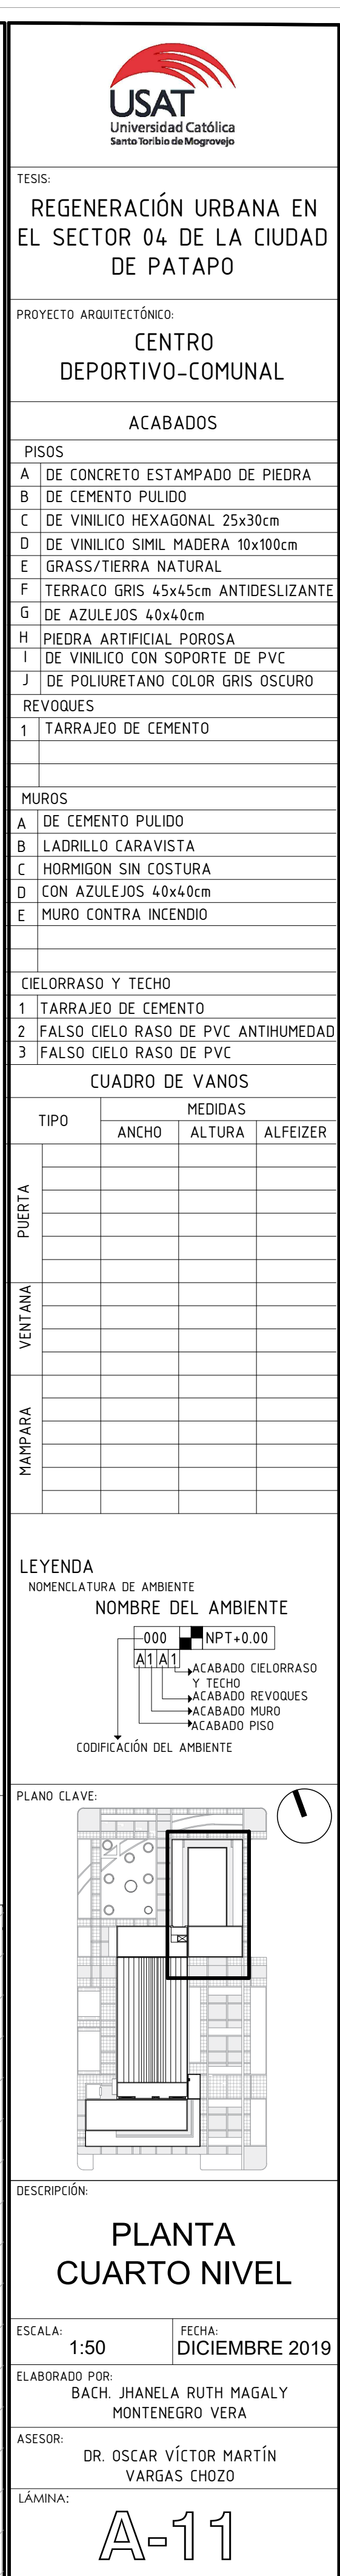 USAT
Universidad Católica
Santo Toribio de Mogrovejo
TESIS:
REGENERACIÓN URBANA EN
EL SECTOR 04 DE LA CIUDAD
DE PATAPO
PROYECTO ARQUITECTÓNICO:
CENTRO
DEPORTIVO-COMUNAL
ACABADOS
PISOS
A DE CONCRETO ESTAMPADO DE PIEDRA
B DE CEMENTO PULIDO
C DE VINILICO HEXAGONAL 25x30cm
D DE VINILICO SIMIL MADERA 10x100cm
E GRASS/TIERRA NATURAL
F TERRACO GRIS 45x45cm ANTIDESLIZANTE
G DE AZULEJOS 40x40cm
H PIEDRA ARTIFICIAL POROSA
I DE VINILICO CON SOPORTE DE PVC
J DE POLIURETANO COLOR GRIS OSCURO
REVOQUES
1 TARRAJEO DE CEMENTO
MUROS
A DE CEMENTO PULIDO
B LADRILLO CARAVISTA
C HORMIGON SIN COSTURA
D CON AZULEJOS 40x40cm
E MURO CONTRA INCENDIO
CIELORRASO Y TECHO
1 TARRAJEO DE CEMENTO
2 FALSO CIELO RASO DE PVC ANTIHUMEDAD
3 FALSO CIELO RASO DE PVC
CUADRO DE VANOS
TIPO
MEDIDAS
ANCHO ALTURA ALFEIZER
PUERTA
VENTANA
MAMPARA
LEYENDA
NOMENCLATURA DE AMBIENTE
NOMBRE DEL AMBIENTE
000 NPT+0.00
A 1 A 1
ACABADO CIELORRASO
Y TECHO
ACABADO REVOQUES
ACABADO MURO
ACABADO PISO
CODIFICACIÓN DEL AMBIENTE
PLANO CLAVE:
DESCRIPCIÓN:
PLANTA
CUARTO NIVEL
ESCALA:
1:50
FECHA:
DICIEMBRE 2019
ELABORADO POR:
BACH. JHANELA RUTH MAGALY
MONTENEGRO VERA
ASESOR:
DR. OSCAR VÍCTOR MARTÍN
VARGAS CHOZO
LÁMINA:
A-11